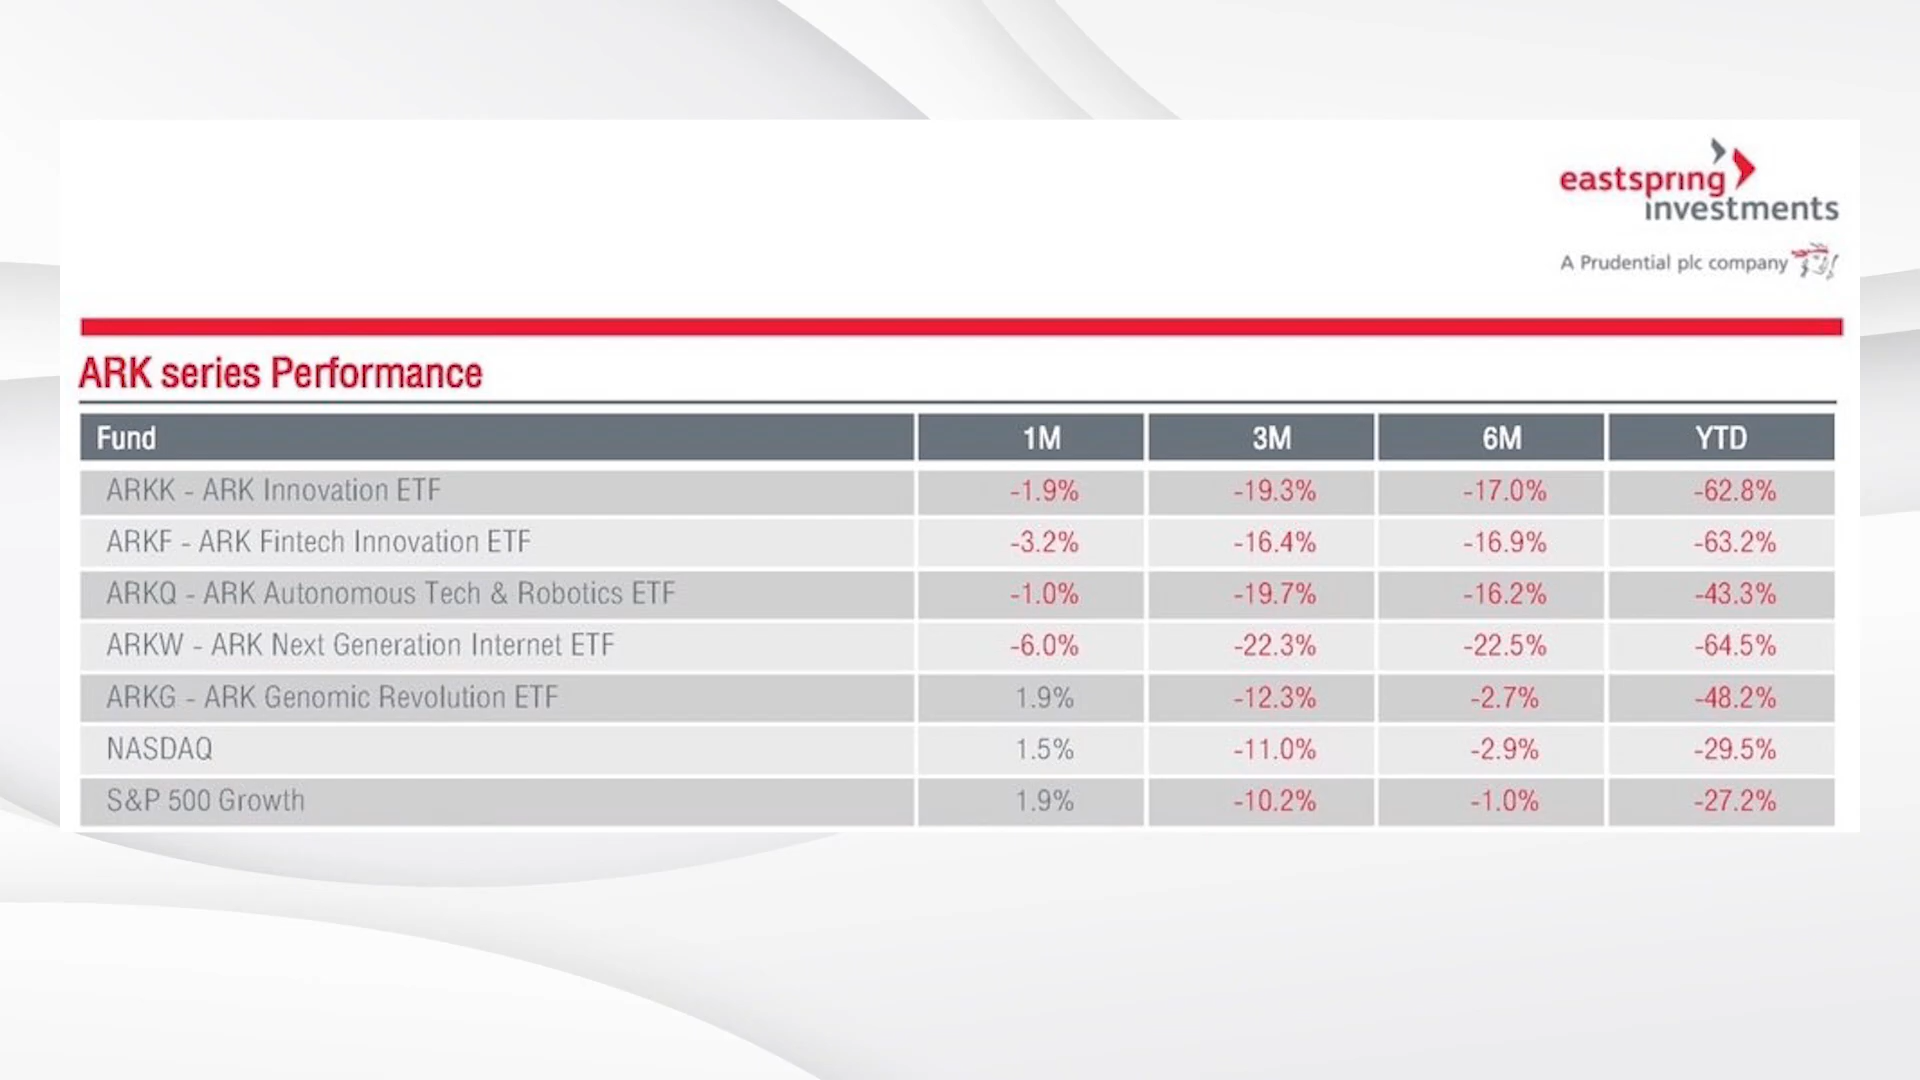 eastspring
investments
A Prudential plc company
ARK series Performance
Fund 1M 3M 6M YTD
ARKK - ARK Innovation ETF -1.9% -19.3% -17.0% -62.8%
ARKF - ARK Fintech Innovation ETF -3.2% -16.4% -16.9% -63.2%
ARKQ - ARK Autonomous Tech & Robotics ETF -1.0% -19.7% -16.2% -43.3%
ARKW - ARK Next Generation Internet ETF -6.0% -22.3% -22.5% -64.5%
ARKG - ARK Genomic Revolution ETF 1.9% -12.3% -2.7% -48.2%
NASDAQ 1.5% -11.0% -2.9% -29.5%
S&P 500 Growth 1.9% -10.2% -1.0% -27.2%